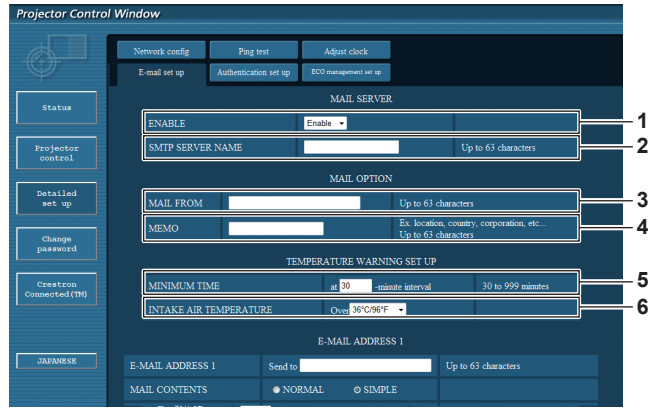 Projector Control Window
Network config
Ping test
Adjust clock
E-mail set up
Authentication set up
ECO management set up
Status
Projector
control
Detailed
set up
Change
password
Crestron
Connected(TM)
JAPANESE
MAIL SERVER
ENABLE
Enable
1
SMTP SERVER NAME
Up to 63 characters
2
MAIL OPTION
MAIL FROM
Up to 63 characters
3
MEMO
Ex. location, country, corporation, etc...
Up to 63 characters
4
TEMPERATURE WARNING SET UP
MINIMUM TIME
at 30 -minute interval
30 to 999 minutes
5
INTAKE AIR TEMPERATURE
Over 36°C/96°F
6
E-MAIL ADDRESS 1
E-MAIL ADDRESS 1
Send to
Up to 63 characters
MAIL CONTENTS
NORMAL
SIMPLE